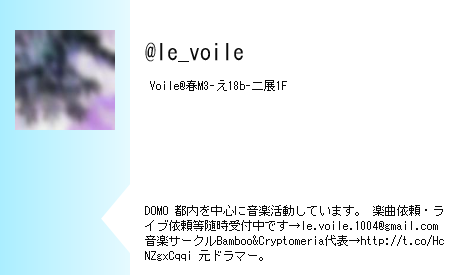 @le_voile
Voile@春M3-え18b-二展1F
DOMO 都内を中心に音楽活動しています。 楽曲依頼・ラ
イブ依頼等随時受付中です→le.voile.1004@gmail.com
音楽サークルBamboo&Cryptomeria代表→http://t.co/Hc
NZgxCqqi 元ドラマー。